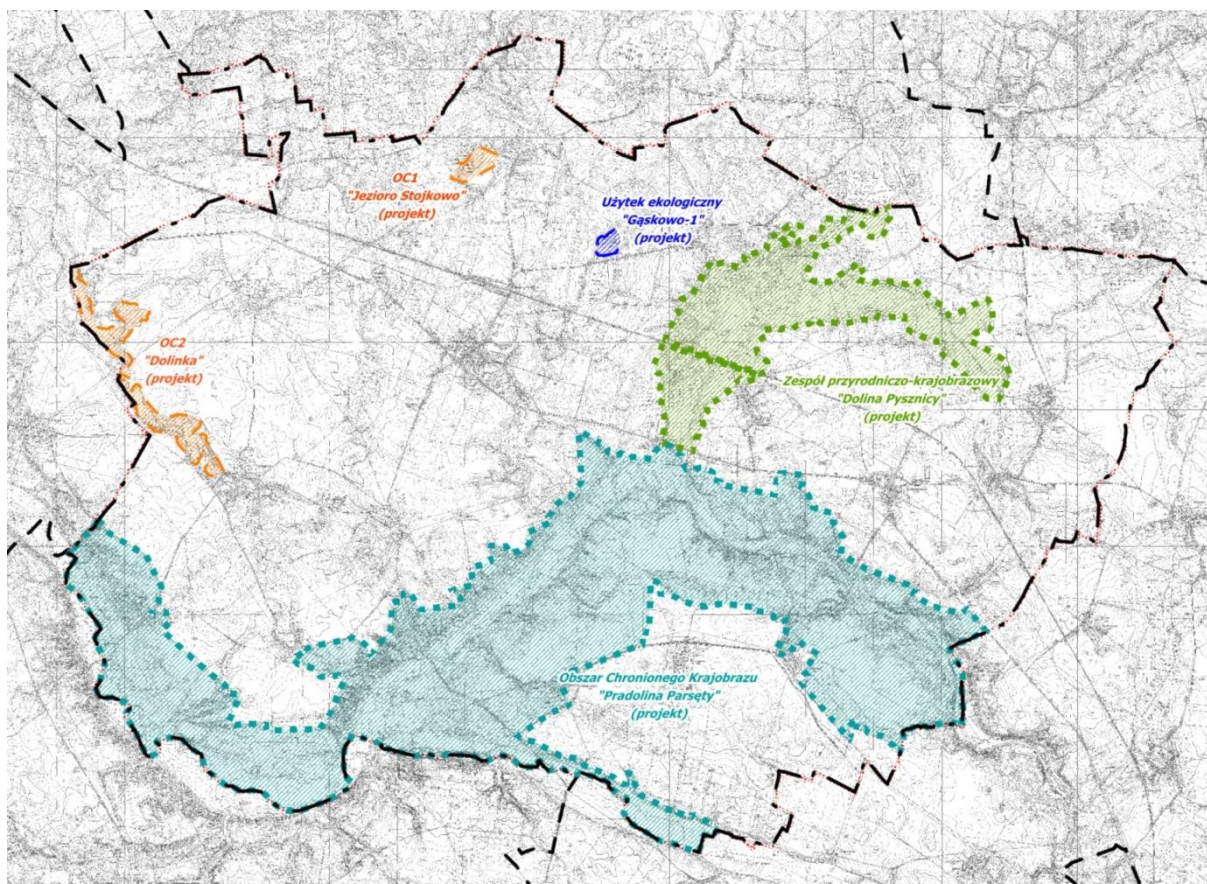 OC1
"Jezioro Stojkowo"
(projekt)
Użytek ekologiczny
"Gąskowo-1"
(projekt)
OC2
"Dolinka"
(projekt)
Zespół przyrodniczo-krajobrazowy
"Dolina Pysznicy"
(projekt)
Obszar Chronionego Krajobrazu
"Pradolina Parsęty"
(projekt)